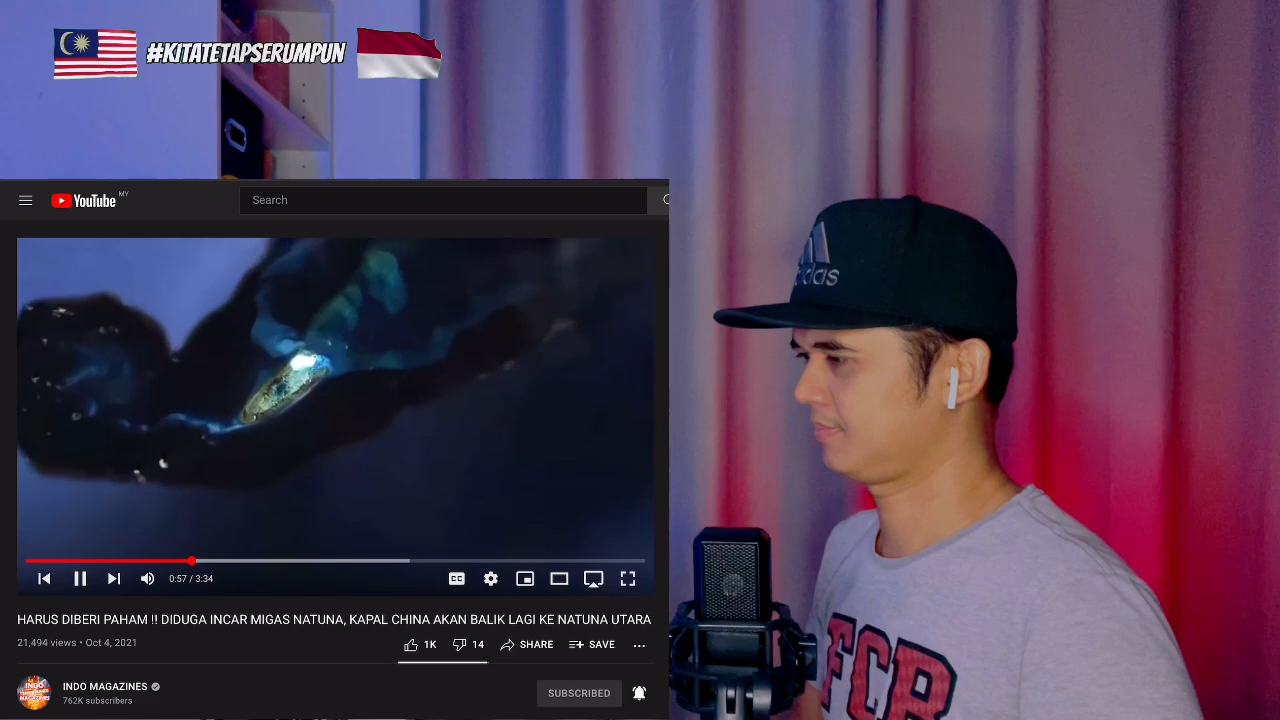 #KITATETAPSERUMPUN
YouTube MY
Search
adidas
0:57 / 3:34
CC
HARUS DIBERI PAHAM !! DIDUGA INCAR MIGAS NATUNA, KAPAL CHINA AKAN BALIK LAGI KE NATUNA UTARA
21,494 views • Oct 4, 2021
1K
14
SHARE
SAVE
INDO MAGAZINES
762K subscribers
SUBSCRIBED
FCB